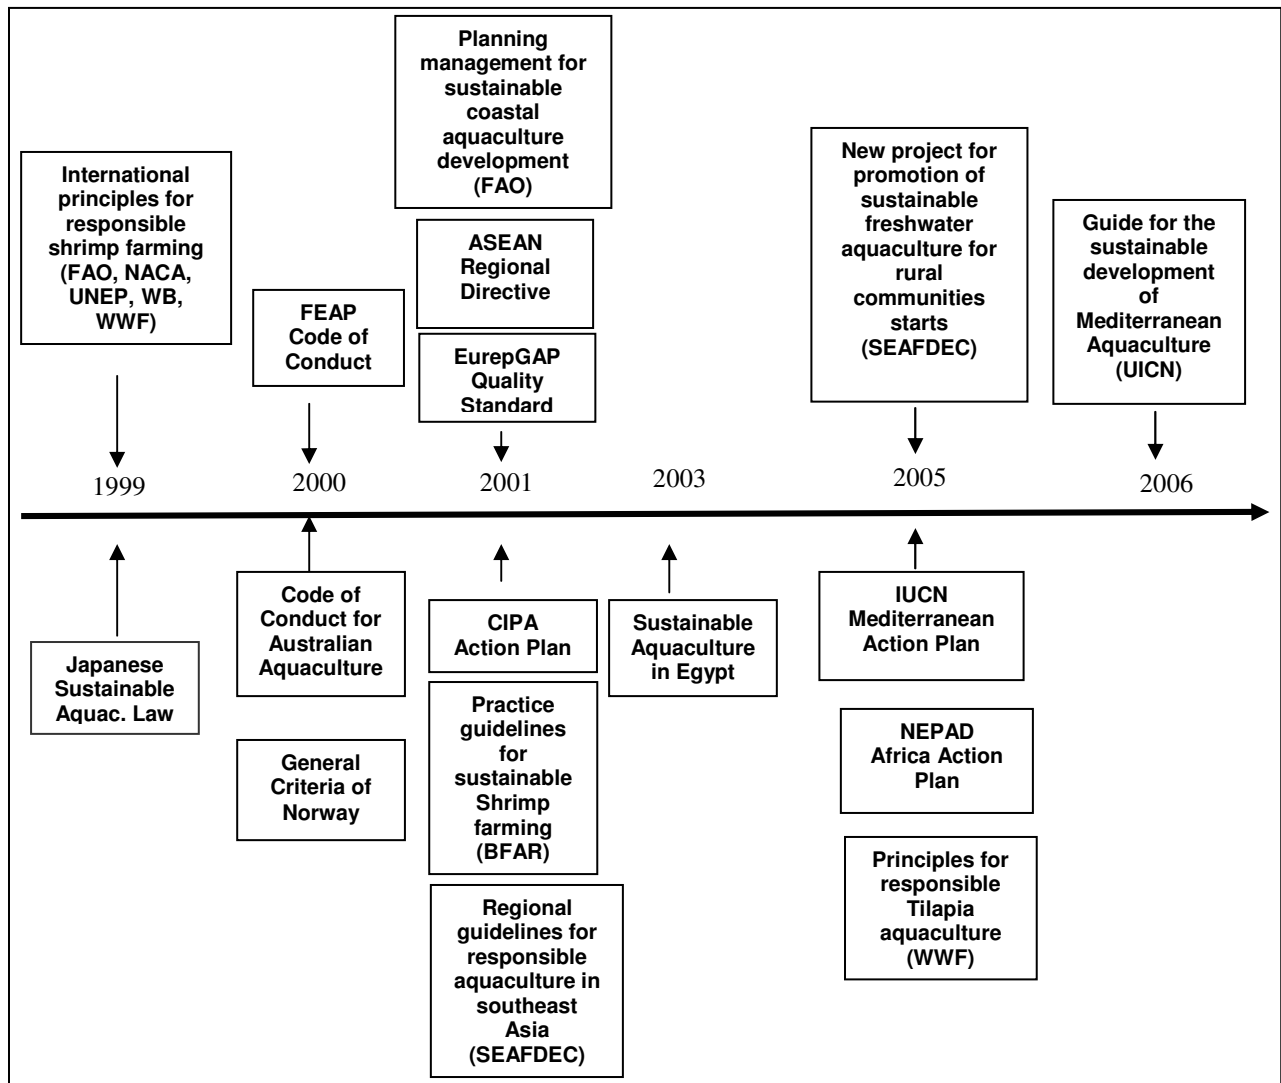 International
principles for
responsible
shrimp farming
(FAO, NACA,
UNEP, WB,
WWF)
FEAP
Code of
Conduct
Planning
management for
sustainable
coastal
aquaculture
development
(FAO)
ASEAN
Regional
Directive
EurepGAP
Quality
Standard
New project for
promotion of
sustainable
freshwater
aquaculture for
rural
communities
starts
(SEAFDEC)
Guide for the
sustainable
development
of
Mediterranean
Aquaculture
(UICN)
1999
2000
2001
2003
2005
2006
Japanese
Sustainable
Aquac. Law
Code of
Conduct for
Australian
Aquaculture
General
Criteria of
Norway
CIPA
Action Plan
Practice
guidelines
for
sustainable
Shrimp
farming
(BFAR)
Regional
guidelines for
responsible
aquaculture in
southeast
Asia
(SEAFDEC)
Sustainable
Aquaculture
in Egypt
IUCN
Mediterranean
Action Plan
NEPAD
Africa Action
Plan
Principles for
responsible
Tilapia
aquaculture
(WWF)